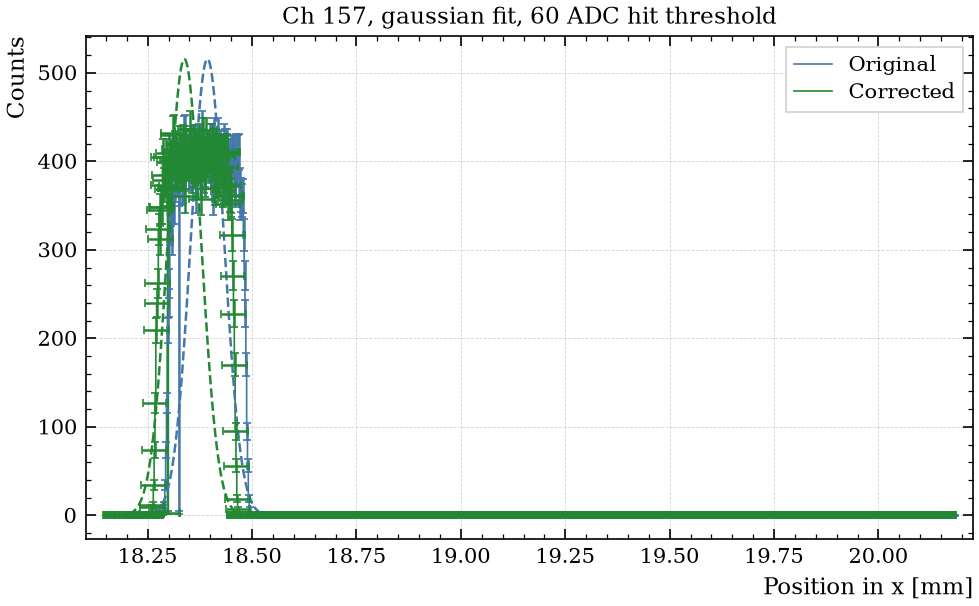 Ch 157, gaussian fit, 60 ADC hit threshold
Counts
Original
Corrected
500
400
300
200
100
0
18.25 18.50 18.75 19.00 19.25 19.50 19.75 20.00
Position in x [mm]